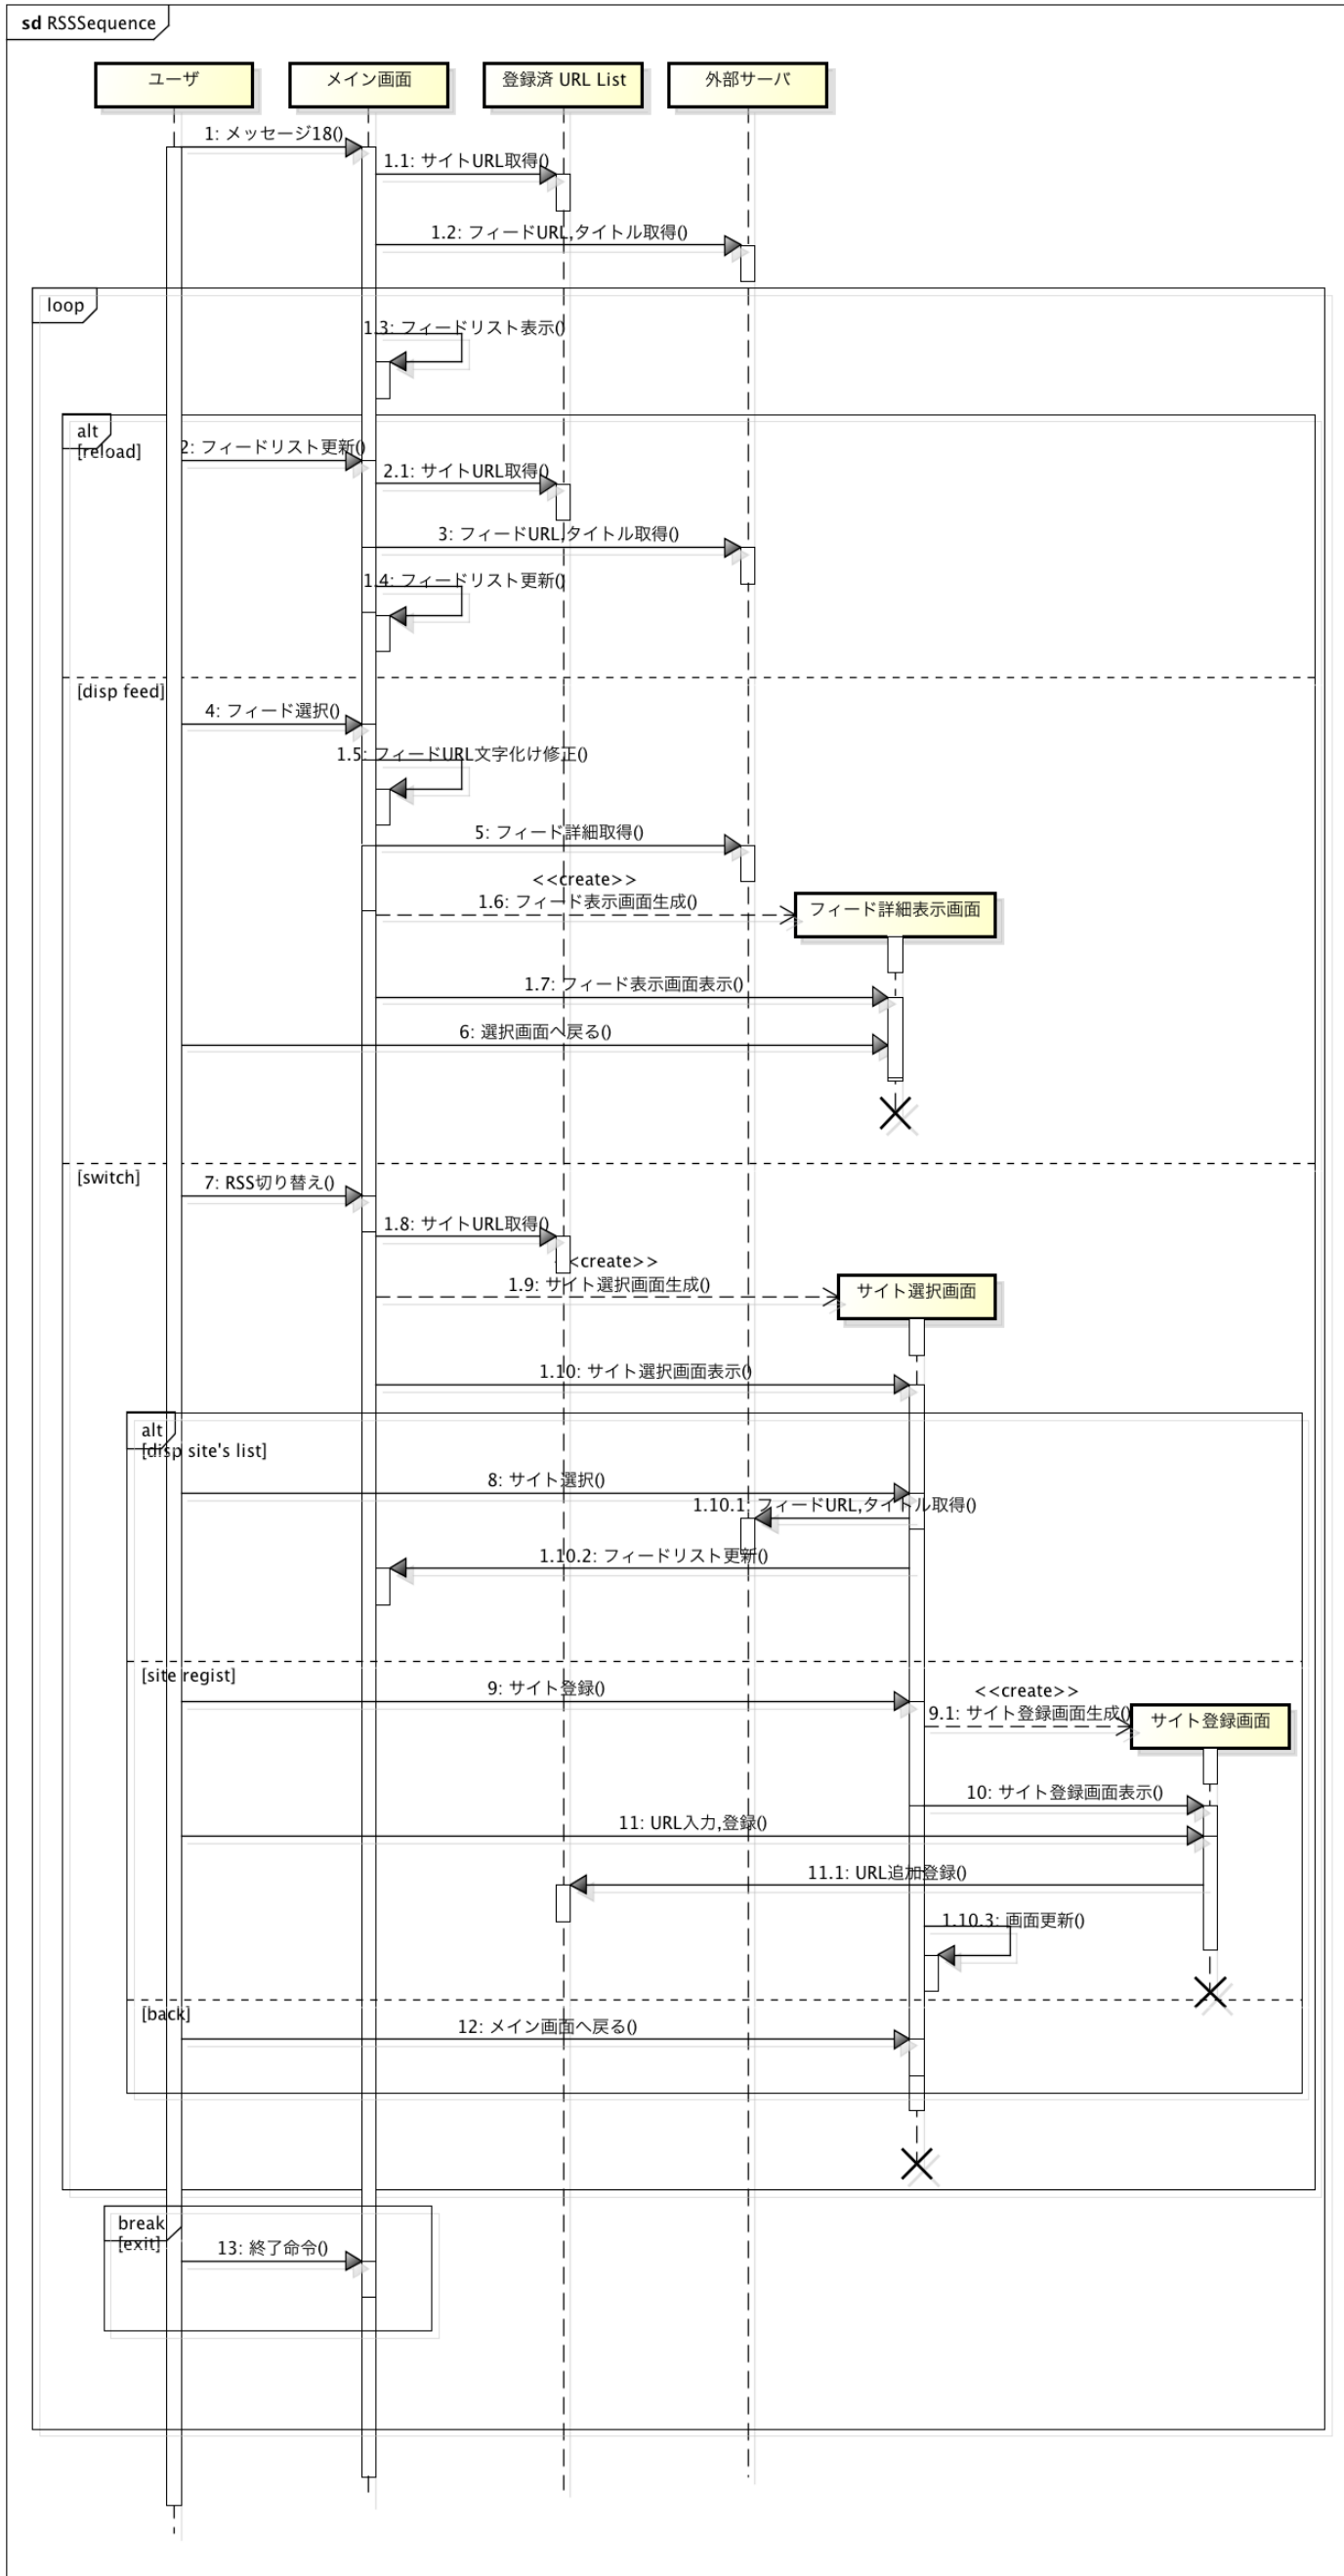 sd RSSSequence
ユーザ
メイン画面
登録済 URL List
外部サーバ
1: メッセージ18()
1.1: サイトURL取得()
1.2: フィードURL,タイトル取得()
loop
1.3: フィードリスト表示()
alt
[reload]
2: フィードリスト更新()
2.1: サイトURL取得()
3: フィードURL,タイトル取得()
1.4: フィードリスト更新()
[disp feed]
4: フィード選択()
1.5: フィードURL文字化け修正()
5: フィード詳細取得()
<<create>>
1.6: フィード表示画面生成()
フィード詳細表示画面
1.7: フィード表示画面表示()
6: 選択画面へ戻る()
[switch]
7: RSS切り替え()
1.8: サイトURL取得()
<<create>>
1.9: サイト選択画面生成()
サイト選択画面
1.10: サイト選択画面表示()
alt
[disp site's list]
8: サイト選択()
1.10.1: フィードURL,タイトル取得()
1.10.2: フィードリスト更新()
[site regist]
9: サイト登録()
<<create>>
9.1: サイト登録画面生成()
サイト登録画面
10: サイト登録画面表示()
11: URL入力,登録()
11.1: URL追加登録()
1.10.3: 画面更新()
[back]
12: メイン画面へ戻る()
break
[exit]
13: 終了命令()